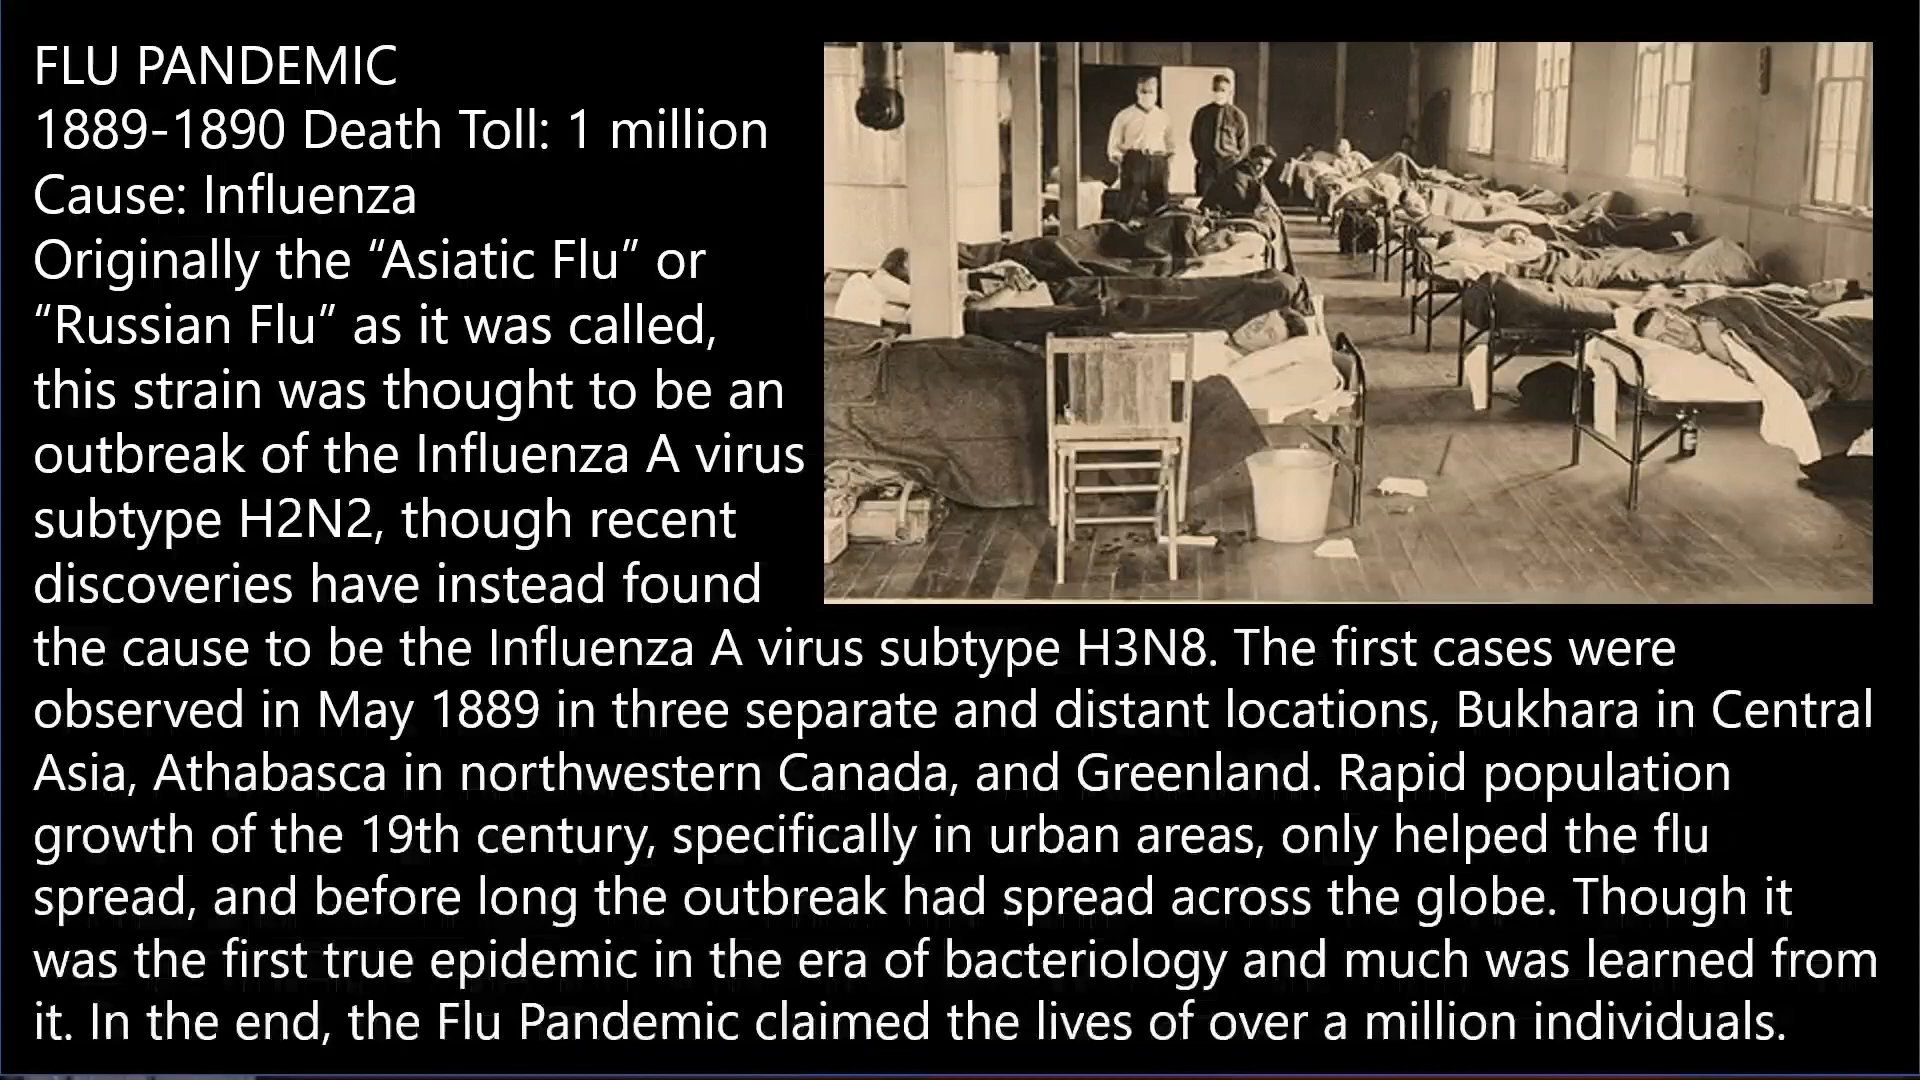 FLU PANDEMIC
1889-1890 Death Toll: 1 million
Cause: Influenza
Originally the “Asiatic Flu” or
“Russian Flu” as it was called,
this strain was thought to be an
outbreak of the Influenza A virus
subtype H2N2, though recent
discoveries have instead found
the cause to be the Influenza A virus subtype H3N8. The first cases were
observed in May 1889 in three separate and distant locations, Bukhara in Central
Asia, Athabasca in northwestern Canada, and Greenland. Rapid population
growth of the 19th century, specifically in urban areas, only helped the flu
spread, and before long the outbreak had spread across the globe. Though it
was the first true epidemic in the era of bacteriology and much was learned from
it. In the end, the Flu Pandemic claimed the lives of over a million individuals.